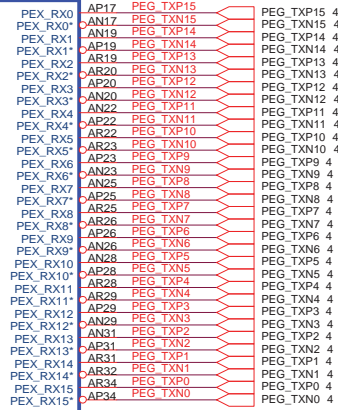 PEX_RX0 AP17 PEG_TXP15 PEG_TXP15 4
PEX_RX0* AN17 PEG_TXN15 PEG_TXN15 4
PEX_RX1 AN19 PEG_TXP14 PEG_TXP14 4
PEX_RX1* AP19 PEG_TXN14 PEG_TXN14 4
PEX_RX2 AR19 PEG_TXP13 PEG_TXP13 4
PEX_RX2* AR20 PEG_TXN13 PEG_TXN13 4
PEX_RX3 AP20 PEG_TXP12 PEG_TXP12 4
PEX_RX3* AN20 PEG_TXN12 PEG_TXN12 4
PEX_RX4 AN22 PEG_TXP11 PEG_TXP11 4
PEX_RX4* AP22 PEG_TXN11 PEG_TXN11 4
PEX_RX5 AR22 PEG_TXP10 PEG_TXP10 4
PEX_RX5* AR23 PEG_TXN10 PEG_TXN10 4
PEX_RX6 AP23 PEG_TXP9 PEG_TXP9 4
PEX_RX6* AN23 PEG_TXN9 PEG_TXN9 4
PEX_RX7 AN25 PEG_TXP8 PEG_TXP8 4
PEX_RX7* AP25 PEG_TXN8 PEG_TXN8 4
PEX_RX8 AR25 PEG_TXP7 PEG_TXP7 4
PEX_RX8* AR26 PEG_TXN7 PEG_TXN7 4
PEX_RX9 AP26 PEG_TXP6 PEG_TXP6 4
PEX_RX9* AN26 PEG_TXN6 PEG_TXN6 4
PEX_RX10 AN28 PEG_TXP5 PEG_TXP5 4
PEX_RX10* AP28 PEG_TXN5 PEG_TXN5 4
PEX_RX11 AR28 PEG_TXP4 PEG_TXP4 4
PEX_RX11* AR29 PEG_TXN4 PEG_TXN4 4
PEX_RX12 AP29 PEG_TXP3 PEG_TXP3 4
PEX_RX12* AN29 PEG_TXN3 PEG_TXN3 4
PEX_RX13 AN31 PEG_TXP2 PEG_TXP2 4
PEX_RX13* AP31 PEG_TXN2 PEG_TXN2 4
PEX_RX14 AR31 PEG_TXP1 PEG_TXP1 4
PEX_RX14* AR32 PEG_TXN1 PEG_TXN1 4
PEX_RX15 AR34 PEG_TXP0 PEG_TXP0 4
PEX_RX15* AP34 PEG_TXN0 PEG_TXN0 4